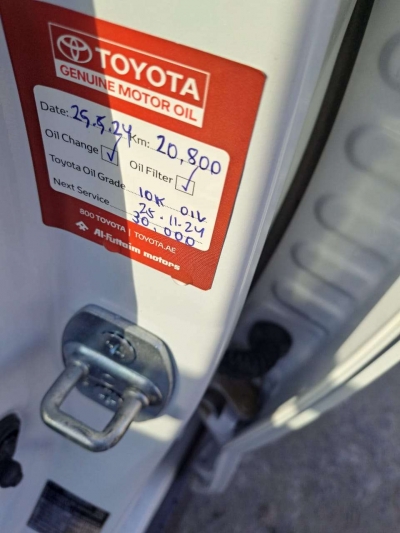 TOYOTA
GENUINE MOTOR OIL
Date: 25.5.24 Km: 20,800
Oil Change ✓ Oil Filter ✓
Toyota Oil Grade 10K OIL
Next Service 25.11.24
30,000
800 TOYOTA | TOYOTA.AE
Al-Futtaim motors